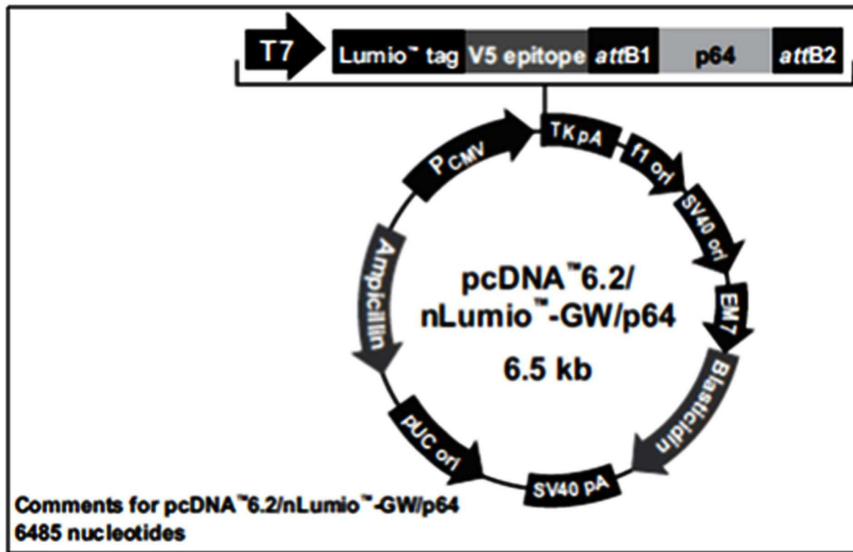 T7
Lumio™ tag
V5 epitope
attB1
p64
attB2
PCMV
TKpA
f1 ori
SV40 ori
EM7
Blasticidin
SV40 pA
pUC ori
Ampicillin
pcDNA™6.2/
nLumio™-GW/p64
6.5 kb
Comments for pcDNA™6.2/nLumio™-GW/p64
6485 nucleotides